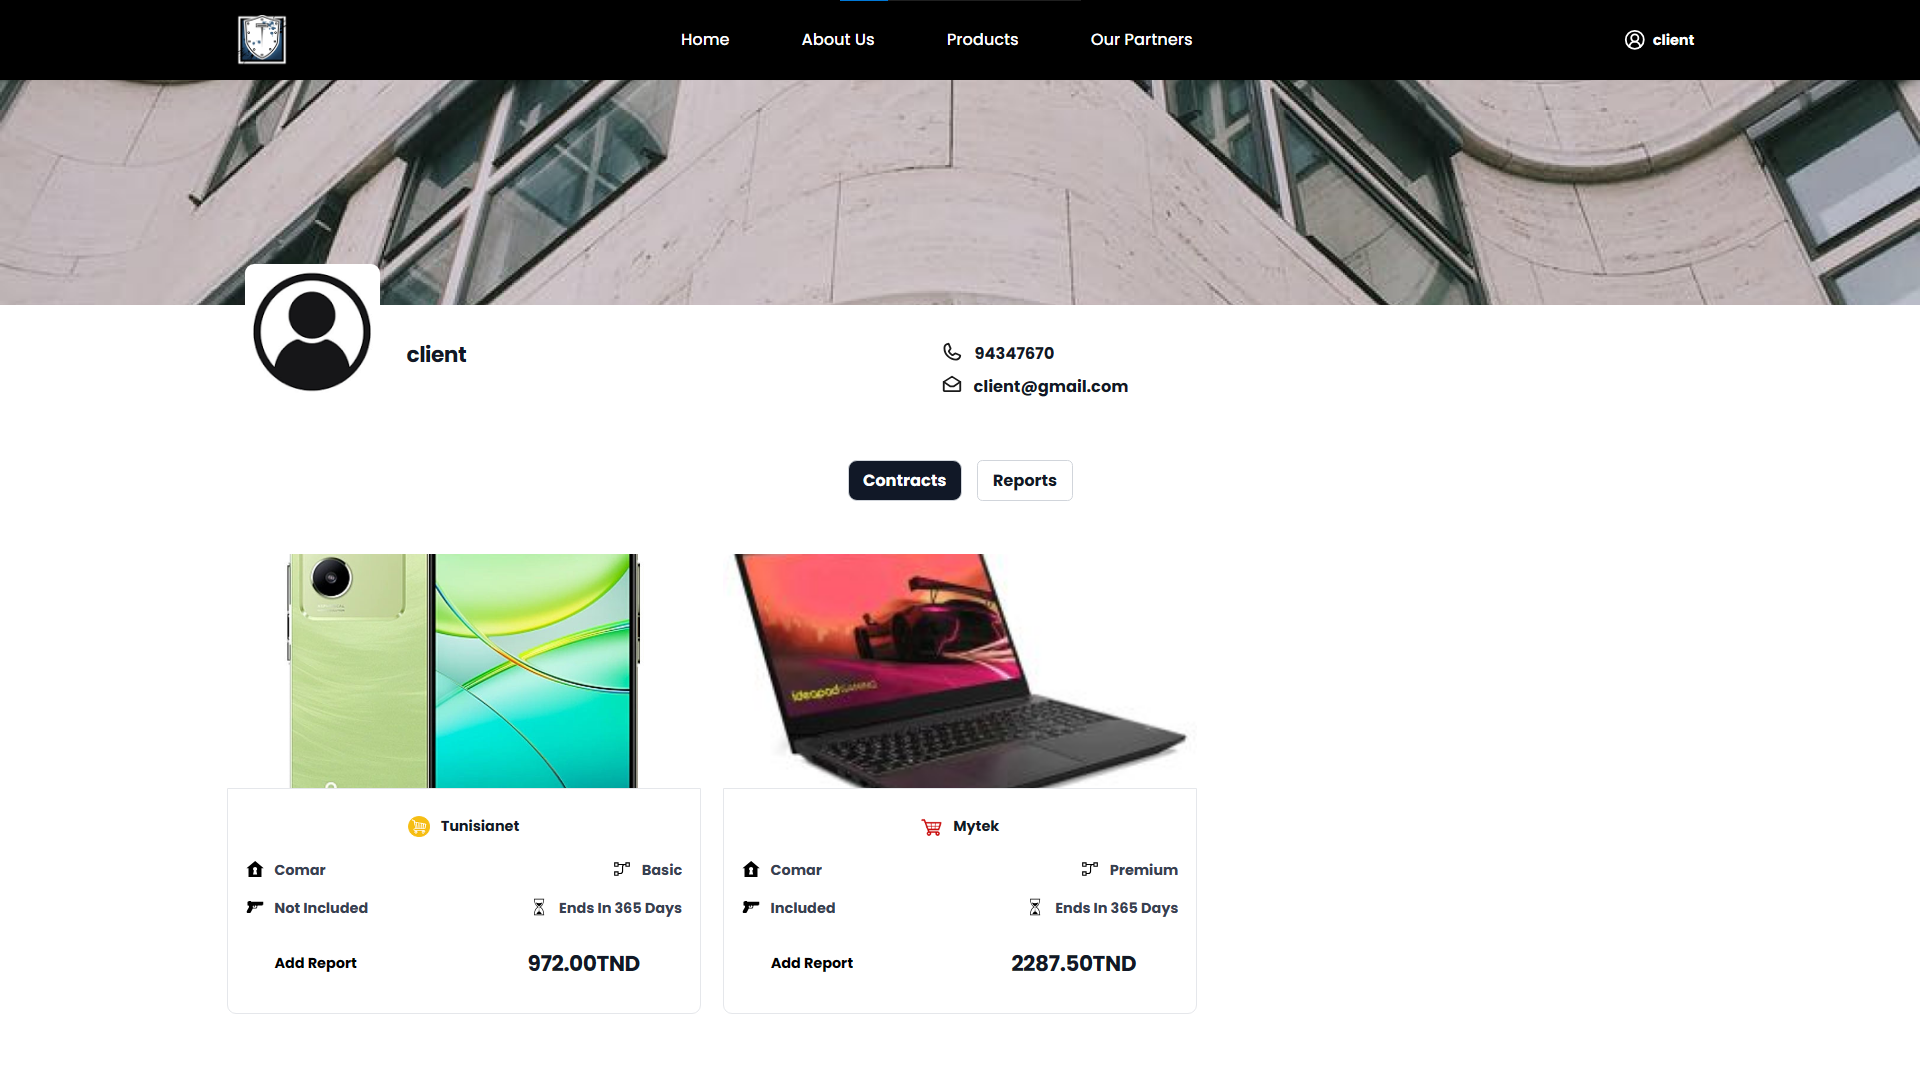 Home
About Us
Products
Our Partners
client
client
94347670
client@gmail.com
Contracts
Reports
ideapad GAMING
Tunisianet
Comar
Basic
Not Included
Ends In 365 Days
Add Report
972.00TND
Mytek
Comar
Premium
Included
Ends In 365 Days
Add Report
2287.50TND